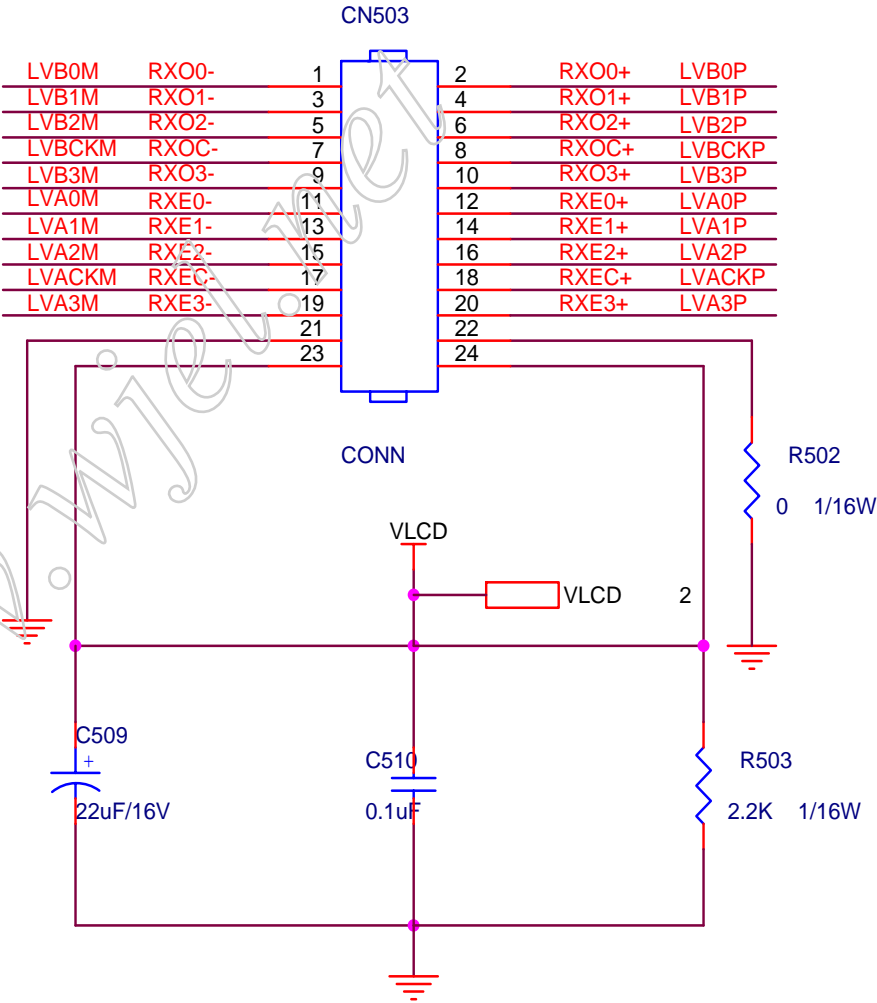 CN503
LVB0M RXO0- 1 2 RXO0+ LVB0P
LVB1M RXO1- 3 4 RXO1+ LVB1P
LVB2M RXO2- 5 6 RXO2+ LVB2P
LVBCKM RXOC- 7 8 RXOC+ LVBCKP
LVB3M RXO3- 9 10 RXO3+ LVB3P
LVA0M RXE0- 11 12 RXE0+ LVA0P
LVA1M RXE1- 13 14 RXE1+ LVA1P
LVA2M RXE2- 15 16 RXE2+ LVA2P
LVACKM RXEC- 17 18 RXEC+ LVACKP
LVA3M RXE3- 19 20 RXE3+ LVA3P
21 22
23 24
CONN
R502
0 1/16W
VLCD
VLCD 2
C509
+
22uF/16V
C510
0.1uF
R503
2.2K 1/16W
.wjel.net